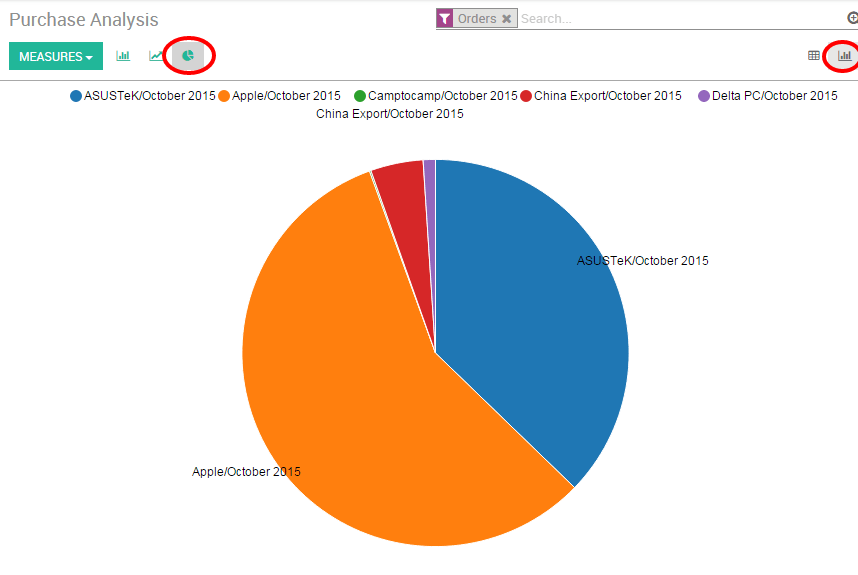 Purchase Analysis
Orders
Search...
MEASURES
ASUSTeK/October 2015
Apple/October 2015
Camptocamp/October 2015
China Export/October 2015
Delta PC/October 2015
China Export/October 2015
ASUSTeK/October 2015
Apple/October 2015